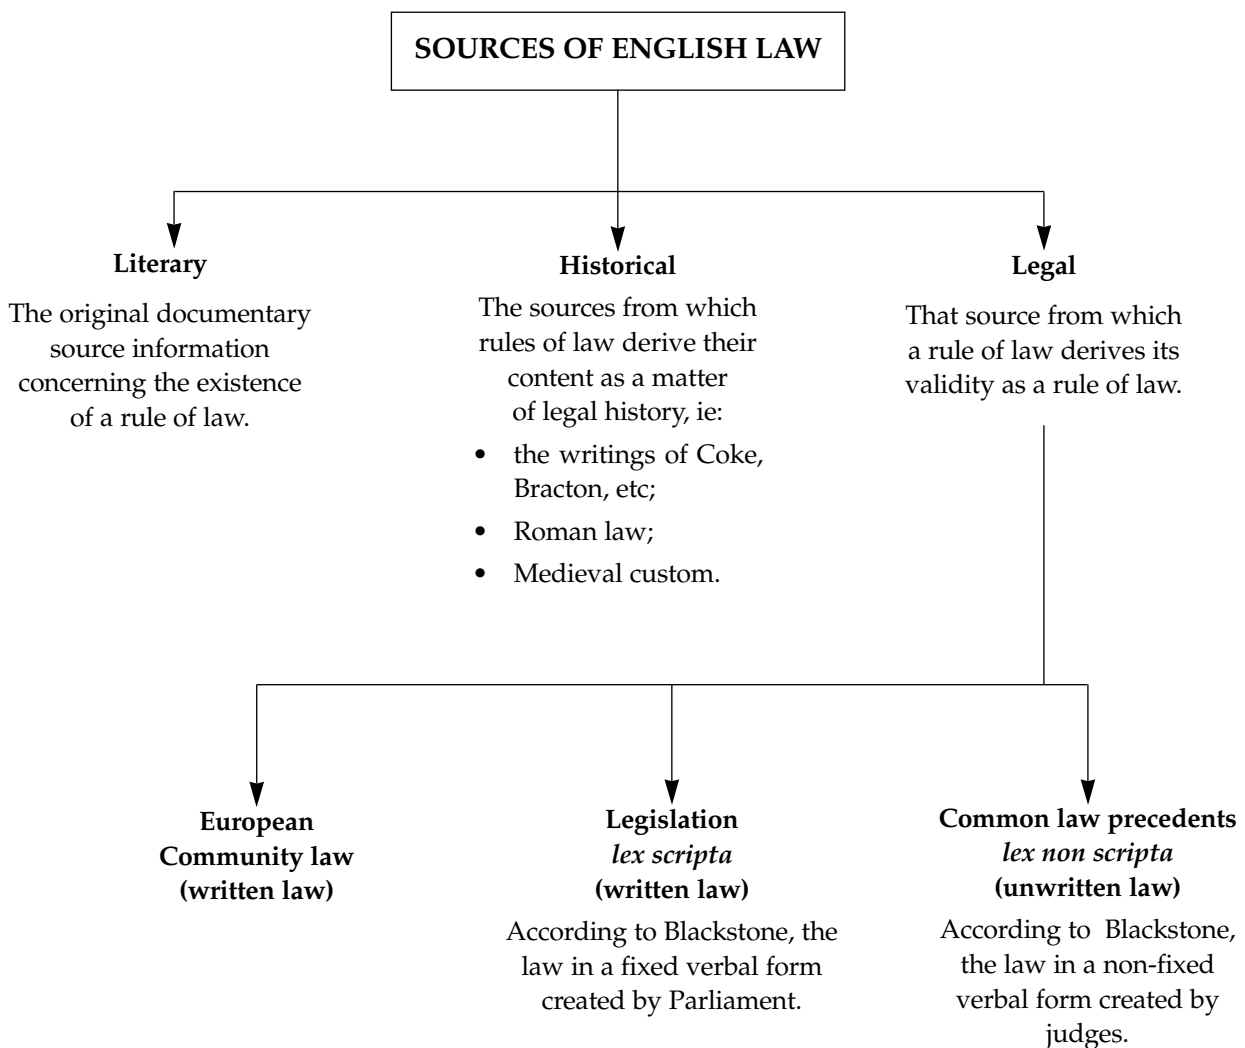 SOURCES OF ENGLISH LAW
Literary
The original documentary
source information
concerning the existence
of a rule of law.
Historical
The sources from which
rules of law derive their
content as a matter
of legal history, ie:
• the writings of Coke,
Bracton, etc;
• Roman law;
• Medieval custom.
Legal
That source from which
a rule of law derives its
validity as a rule of law.
European
Community law
(written law)
Legislation
lex scripta
(written law)
According to Blackstone, the
law in a fixed verbal form
created by Parliament.
Common law precedents
lex non scripta
(unwritten law)
According to Blackstone,
the law in a non-fixed
verbal form created by
judges.